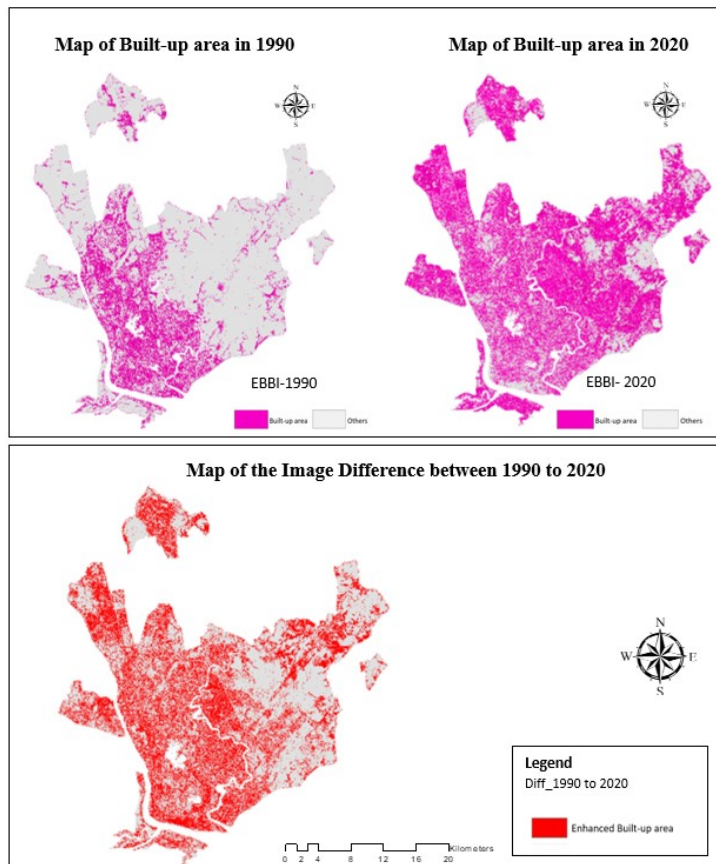 Map of Built-up area in 1990
Map of Built-up area in 2020
N
W E
S
N
W E
S
EBBI-1990
EBBI- 2020
Built-up area Others
Built-up area Others
Map of the Image Difference between 1990 to 2020
N
W E
S
Legend
Diff_1990 to 2020
Enhanced Built-up area
Kilometers
0 2 4 8 12 16 20